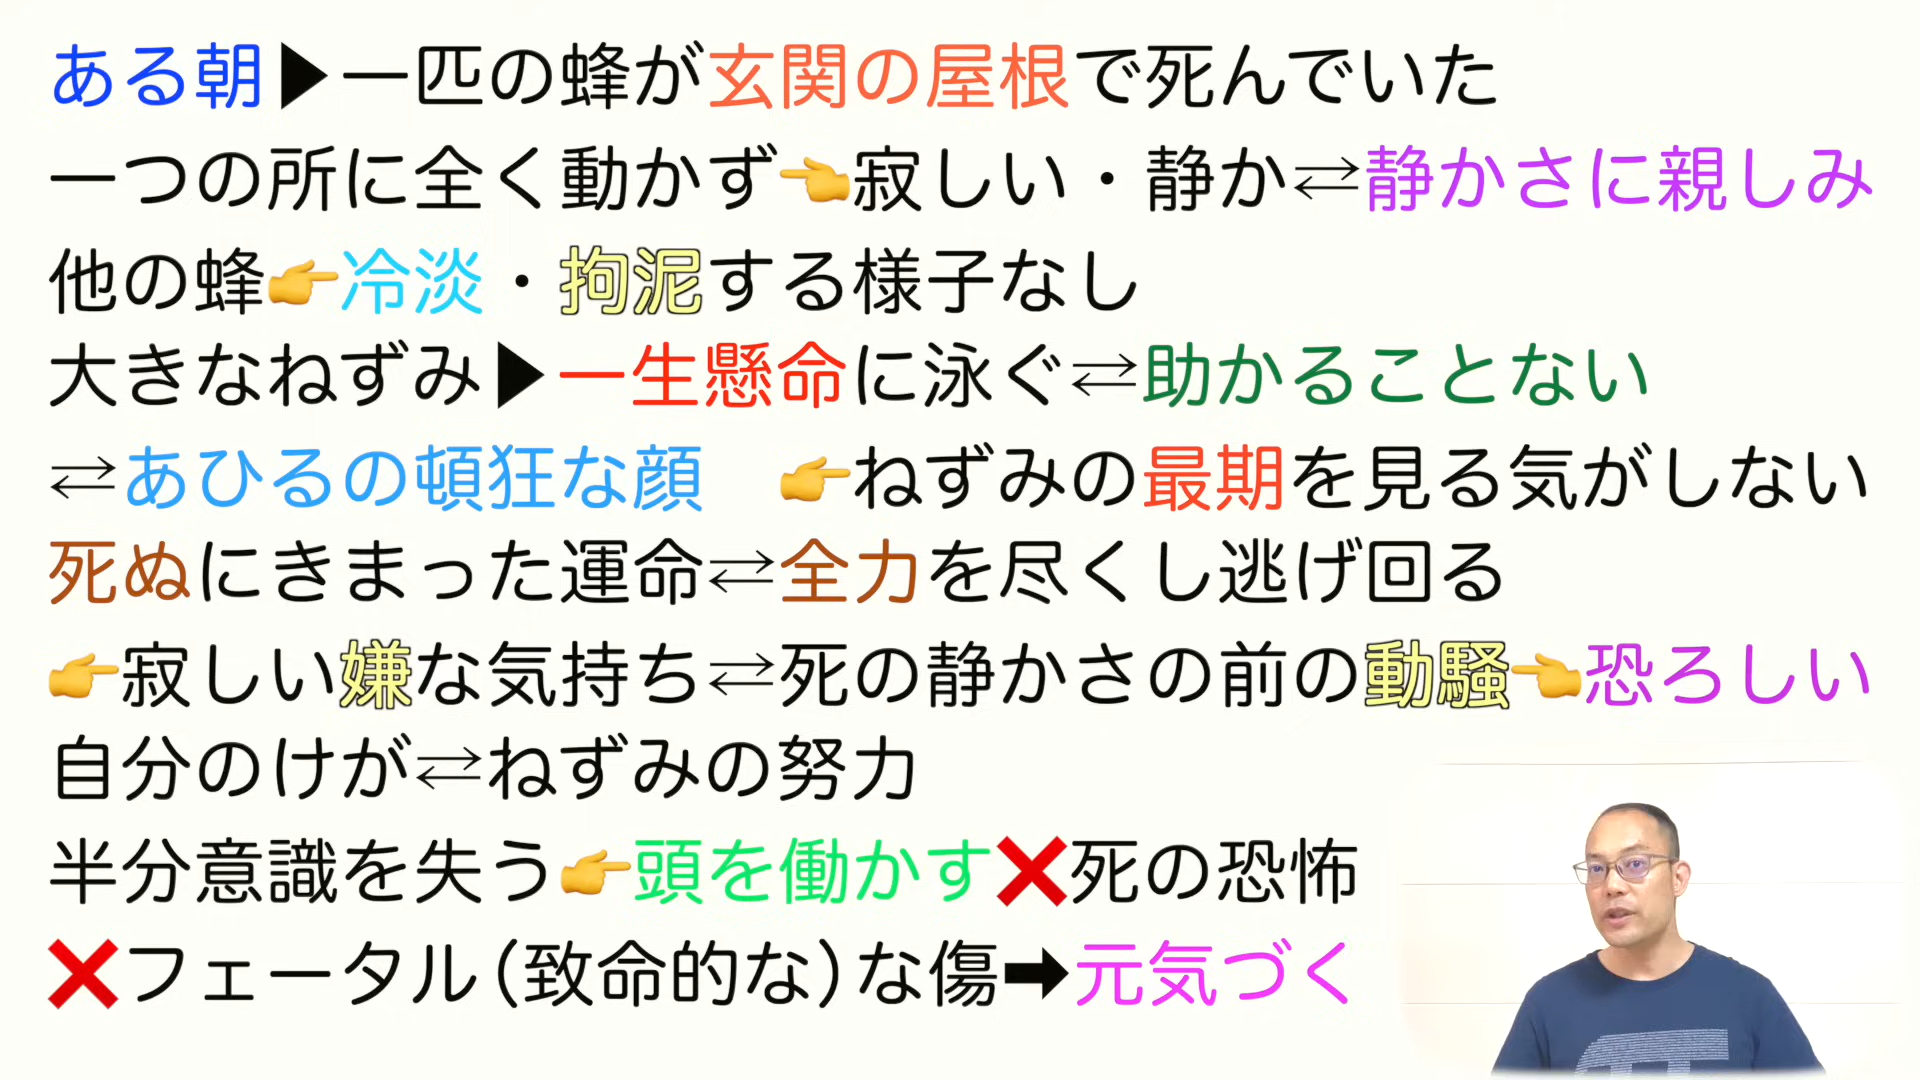 ある朝▶一匹の蜂が玄関の屋根で死んでいた
一つの所に全く動かず👈寂しい・静か⇄静かさに親しみ
他の蜂👉冷淡・拘泥する様子なし
大きなねずみ▶一生懸命に泳ぐ⇄助かることない
⇄あひるの頓狂な顔　👉ねずみの最期を見る気がしない
死ぬにきまった運命⇄全力を尽くし逃げ回る
👉寂しい嫌な気持ち⇄死の静かさの前の動騒👈恐ろしい
自分のけが⇄ねずみの努力
半分意識を失う👉頭を働かす❌死の恐怖
❌フェータル(致命的な)な傷➡元気づく